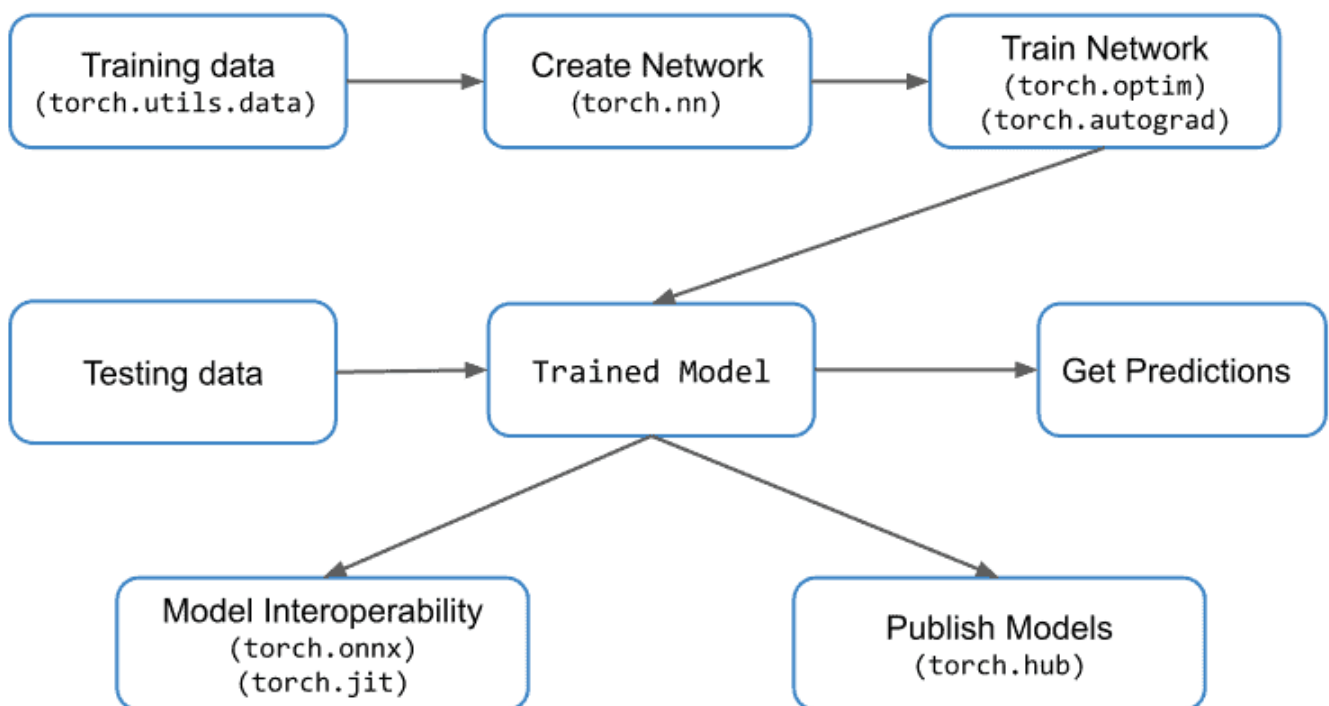 Training data
(torch.utils.data)
Create Network
(torch.nn)
Train Network
(torch.optim)
(torch.autograd)
Testing data
Trained Model
Get Predictions
Model Interoperability
(torch.onnx)
(torch.jit)
Publish Models
(torch.hub)